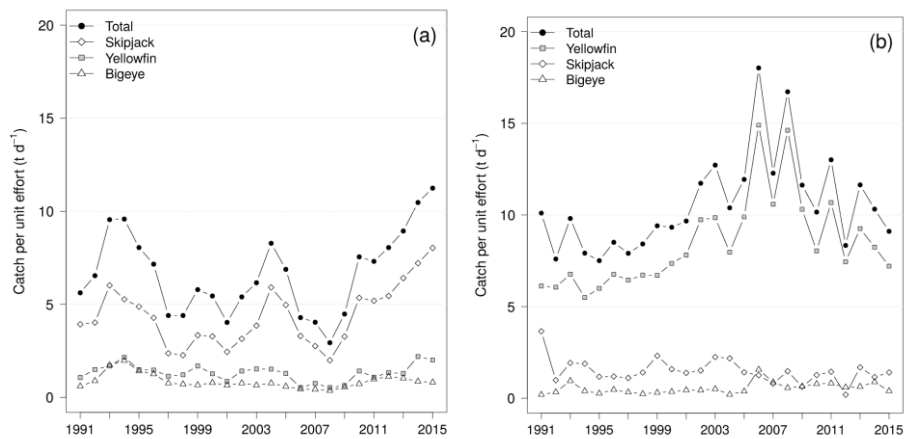 20
15
10
5
0
Catch per unit effort (t d⁻¹)
Total
Skipjack
Yellowfin
Bigeye
(a)
1991 1995 1999 2003 2007 2011 2015
20
15
10
5
0
Catch per unit effort (t d⁻¹)
Total
Yellowfin
Skipjack
Bigeye
(b)
1991 1995 1999 2003 2007 2011 2015